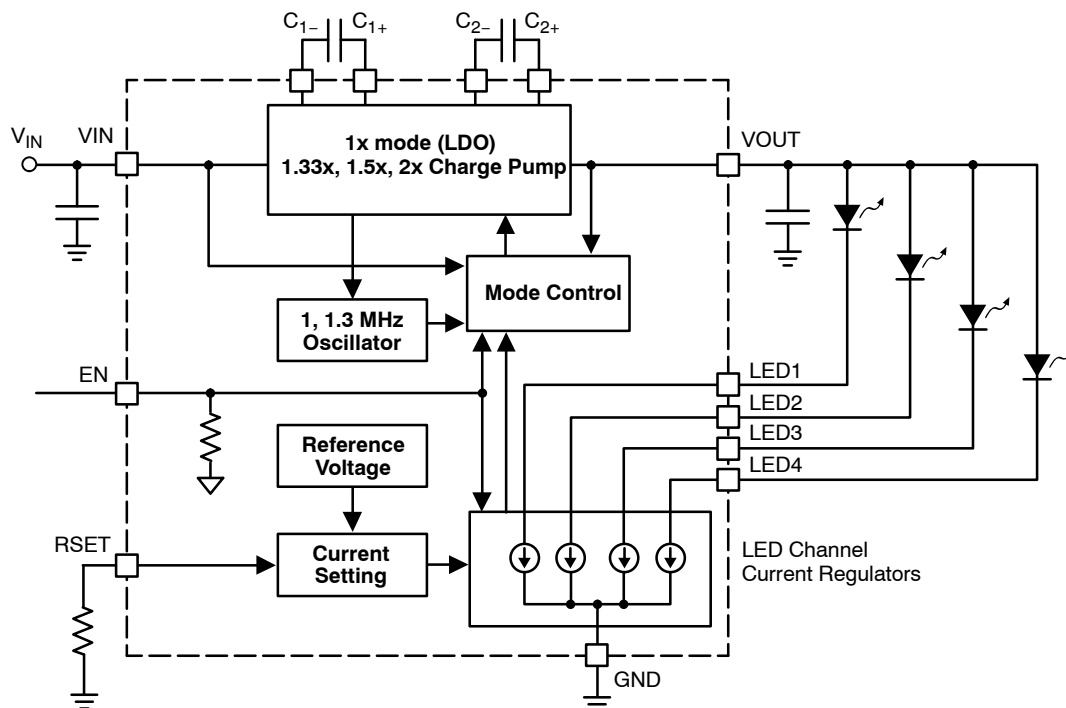 C1− C1+ C2− C2+
VIN VIN
1x mode (LDO)
1.33x, 1.5x, 2x Charge Pump
VOUT
Mode Control
1, 1.3 MHz
Oscillator
EN
LED1
LED2
LED3
LED4
Reference
Voltage
RSET
Current
Setting
LED Channel
Current Regulators
GND